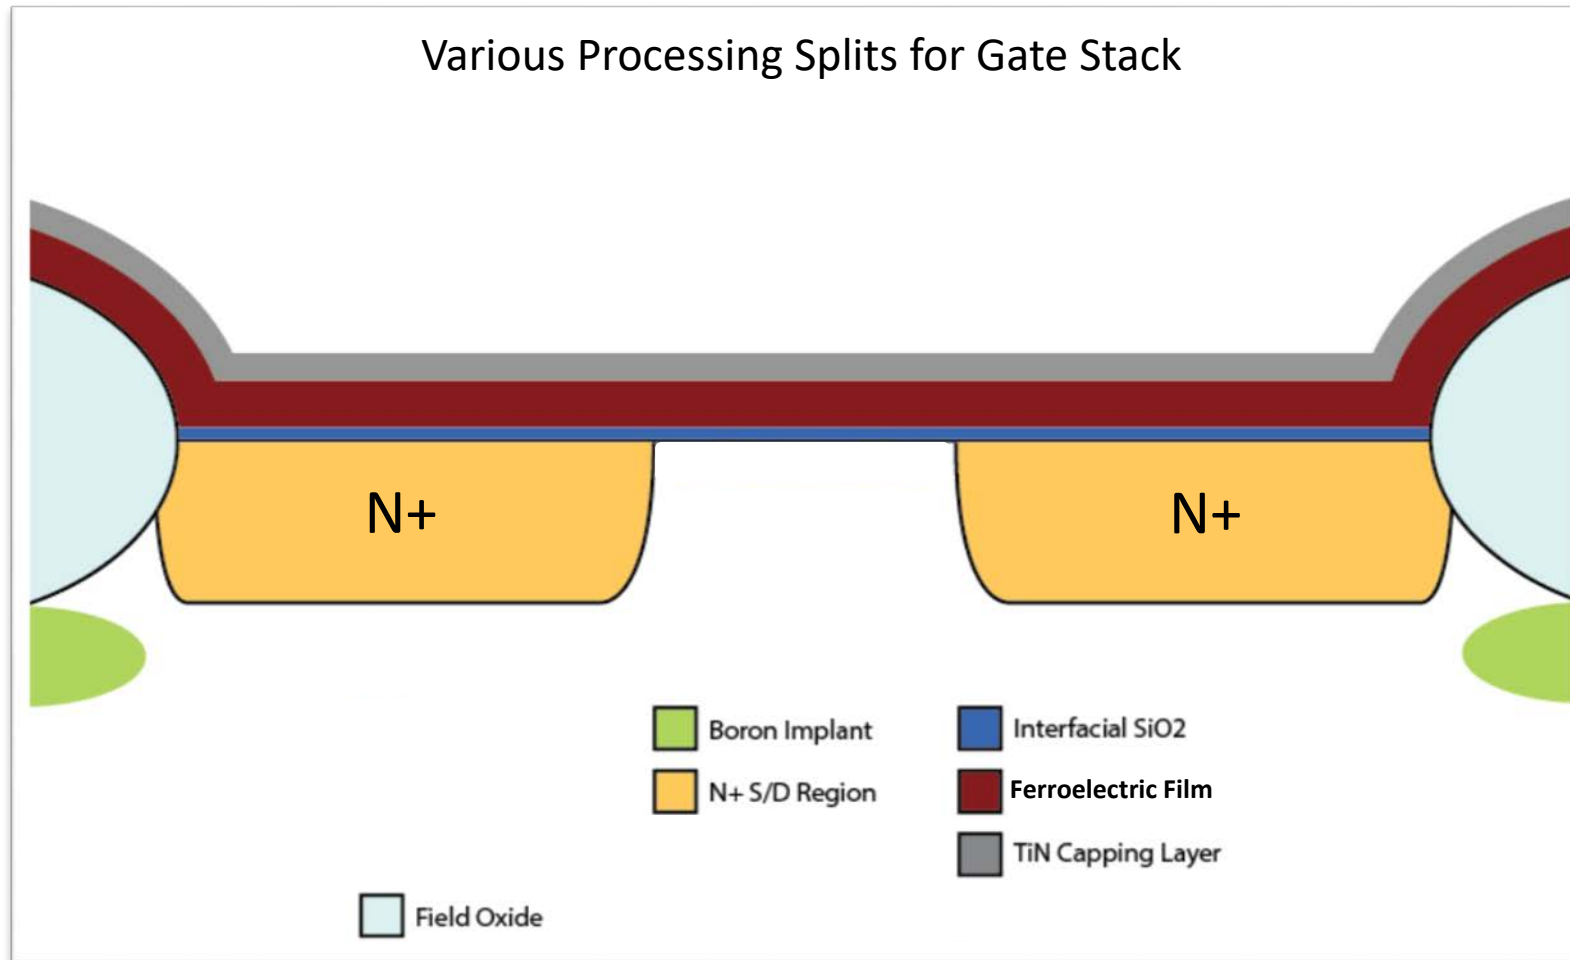 Various Processing Splits for Gate Stack
N+
N+
Boron Implant
Interfacial SiO2
N+ S/D Region
Ferroelectric Film
TiN Capping Layer
Field Oxide